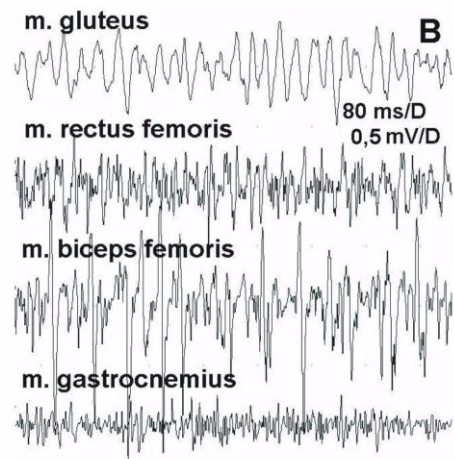 m. gluteus
B
80 ms/D
0,5 mV/D
m. rectus femoris
m. biceps femoris
m. gastrocnemius